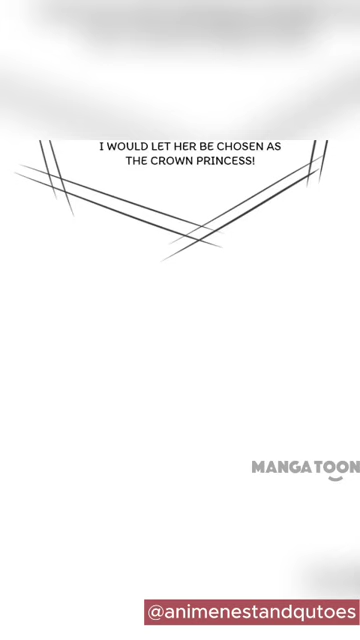 I WOULD LET HER BE CHOSEN AS
THE CROWN PRINCESS!
MANGATOON
@animenestandqutoes